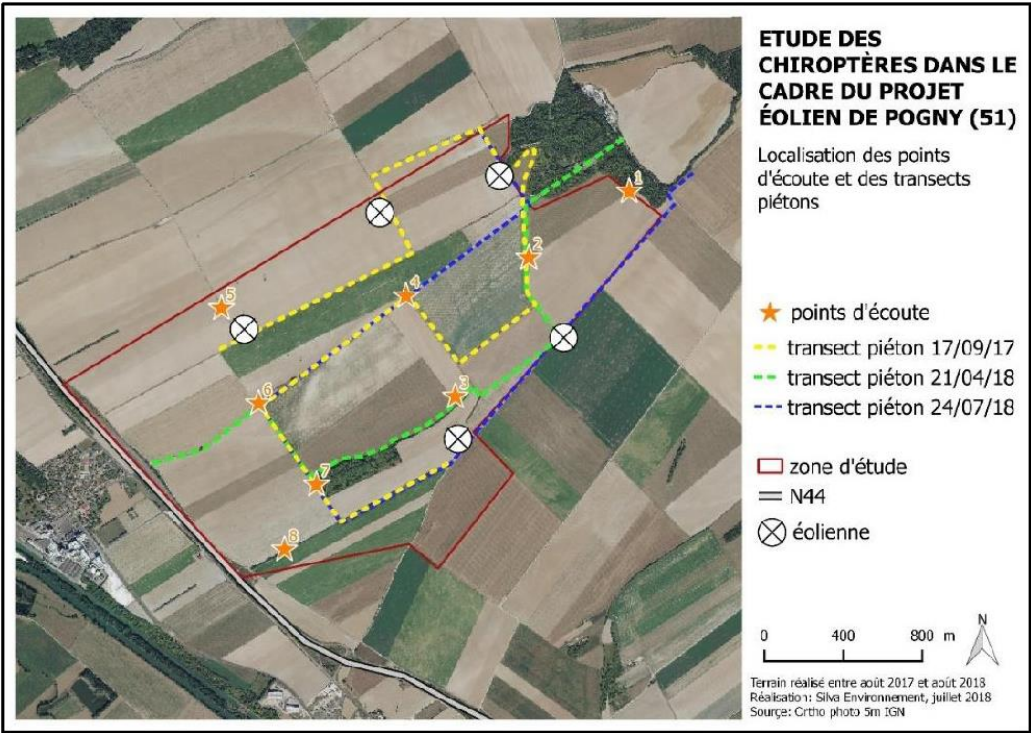 ETUDE DES
CHIROPTÈRES DANS LE
CADRE DU PROJET
ÉOLIEN DE POGNY (51)
Localisation des points
d'écoute et des transects
piétons
1
2
3
4
5
6
7
8
points d'écoute
transect piéton 17/09/17
transect piéton 21/04/18
transect piéton 24/07/18
zone d'étude
N44
éolienne
N
0 400 800 m
Terrain réalisé entre août 2017 et août 2018
Réalisation: Silva Environnement, juillet 2018
Source: Ortho photo 5m IGN